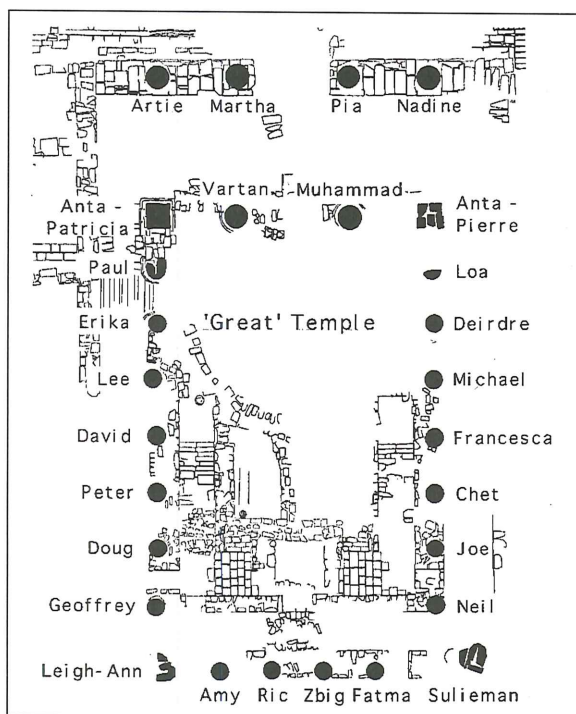 Artie Martha Pia Nadine
Vartan Muhammad
Anta - Patricia
Anta - Pierre
Paul Loa
Erika 'Great' Temple Deirdre
Lee Michael
David Francesca
Peter Chet
Doug Joe
Geoffrey Neil
Leigh-Ann
Amy Ric Zbig Fatma Sulieman